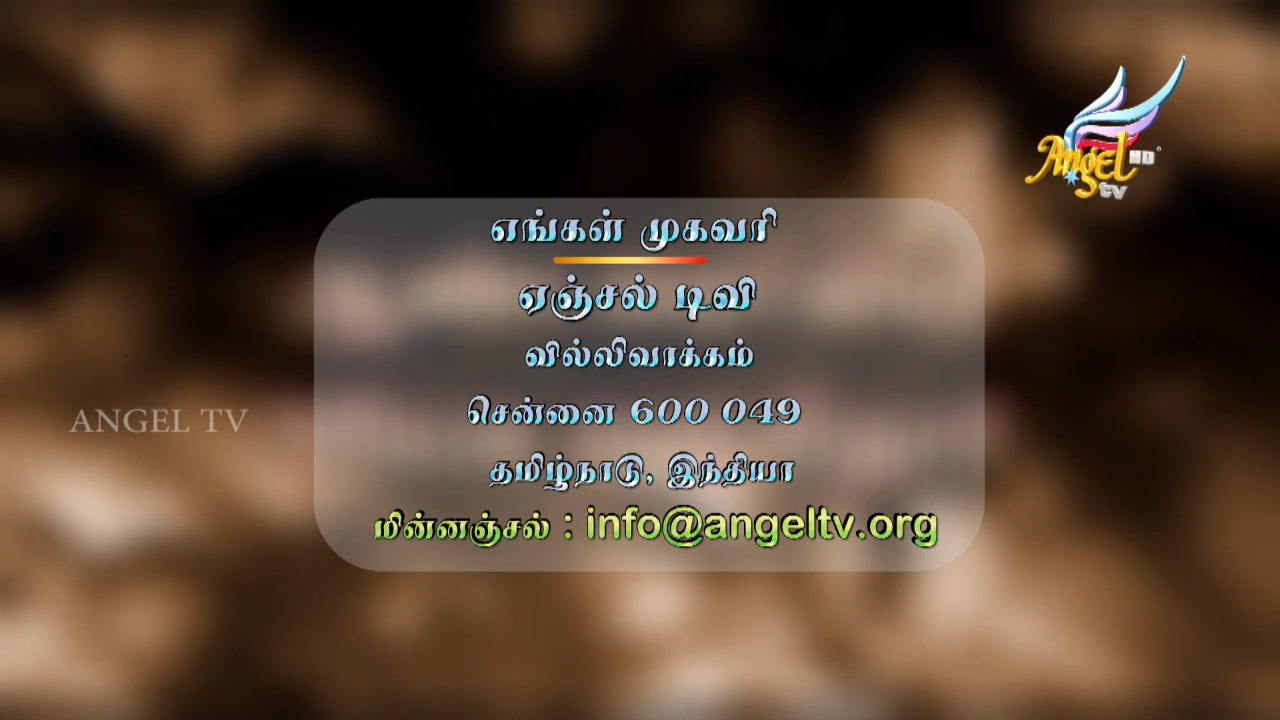 Angel HD
tv
எங்கள் முகவரி
ஏஞ்சல் டிவி
வில்லிவாக்கம்
சென்னை 600 049
ANGEL TV
தமிழ்நாடு, இந்தியா
மின்னஞ்சல் : info@angeltv.org